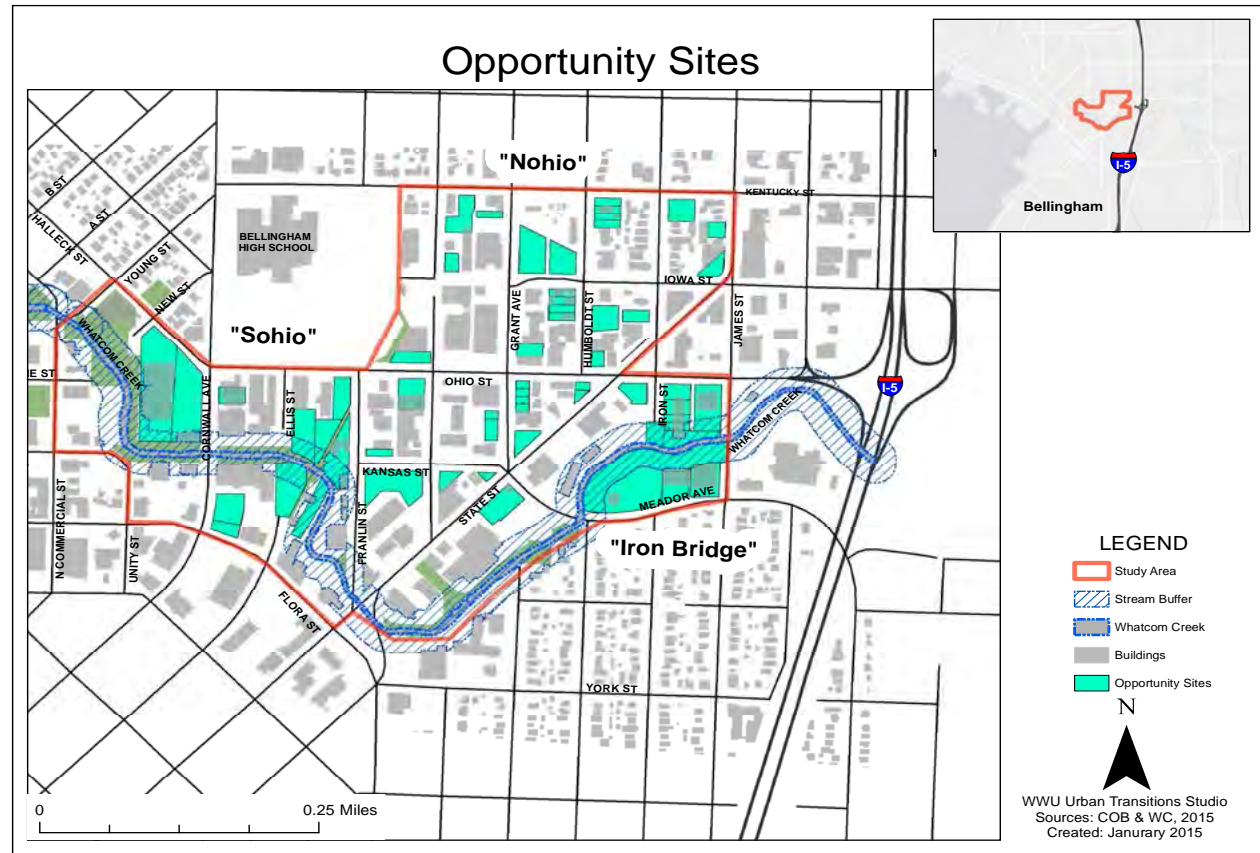 Opportunity Sites
I-5
Bellingham
"Nohio"
KENTUCKY ST
B ST
A ST
HALLECK ST
YOUNG ST
NEW ST
BELLINGHAM
HIGH SCHOOL
IOWA ST
"Sohio"
GRANT AVE
HUMBOLDT ST
JAMES ST
WHATCOM CREEK
OHIO ST
I-5
CORNWALL AVE
ELLIS ST
IRON ST
WHATCOM CREEK
KANSAS ST
STATE ST
MEADOR AVE
N COMMERCIAL ST
UNITY ST
FRANLIN ST
"Iron Bridge"
FLORA ST
YORK ST
LEGEND
Study Area
Stream Buffer
Whatcom Creek
Buildings
Opportunity Sites
N
0
0.25 Miles
WWU Urban Transitions Studio
Sources: COB & WC, 2015
Created: Janurary 2015